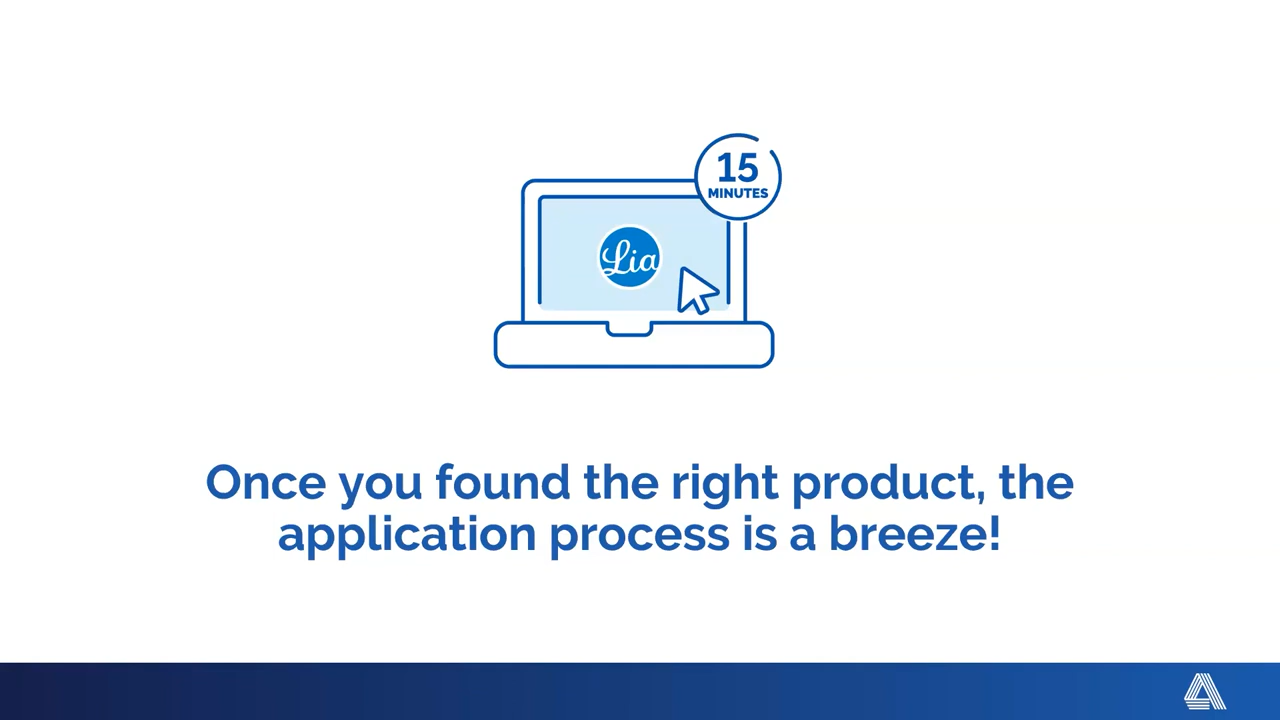 15
MINUTES
Lia
Once you found the right product, the
application process is a breeze!